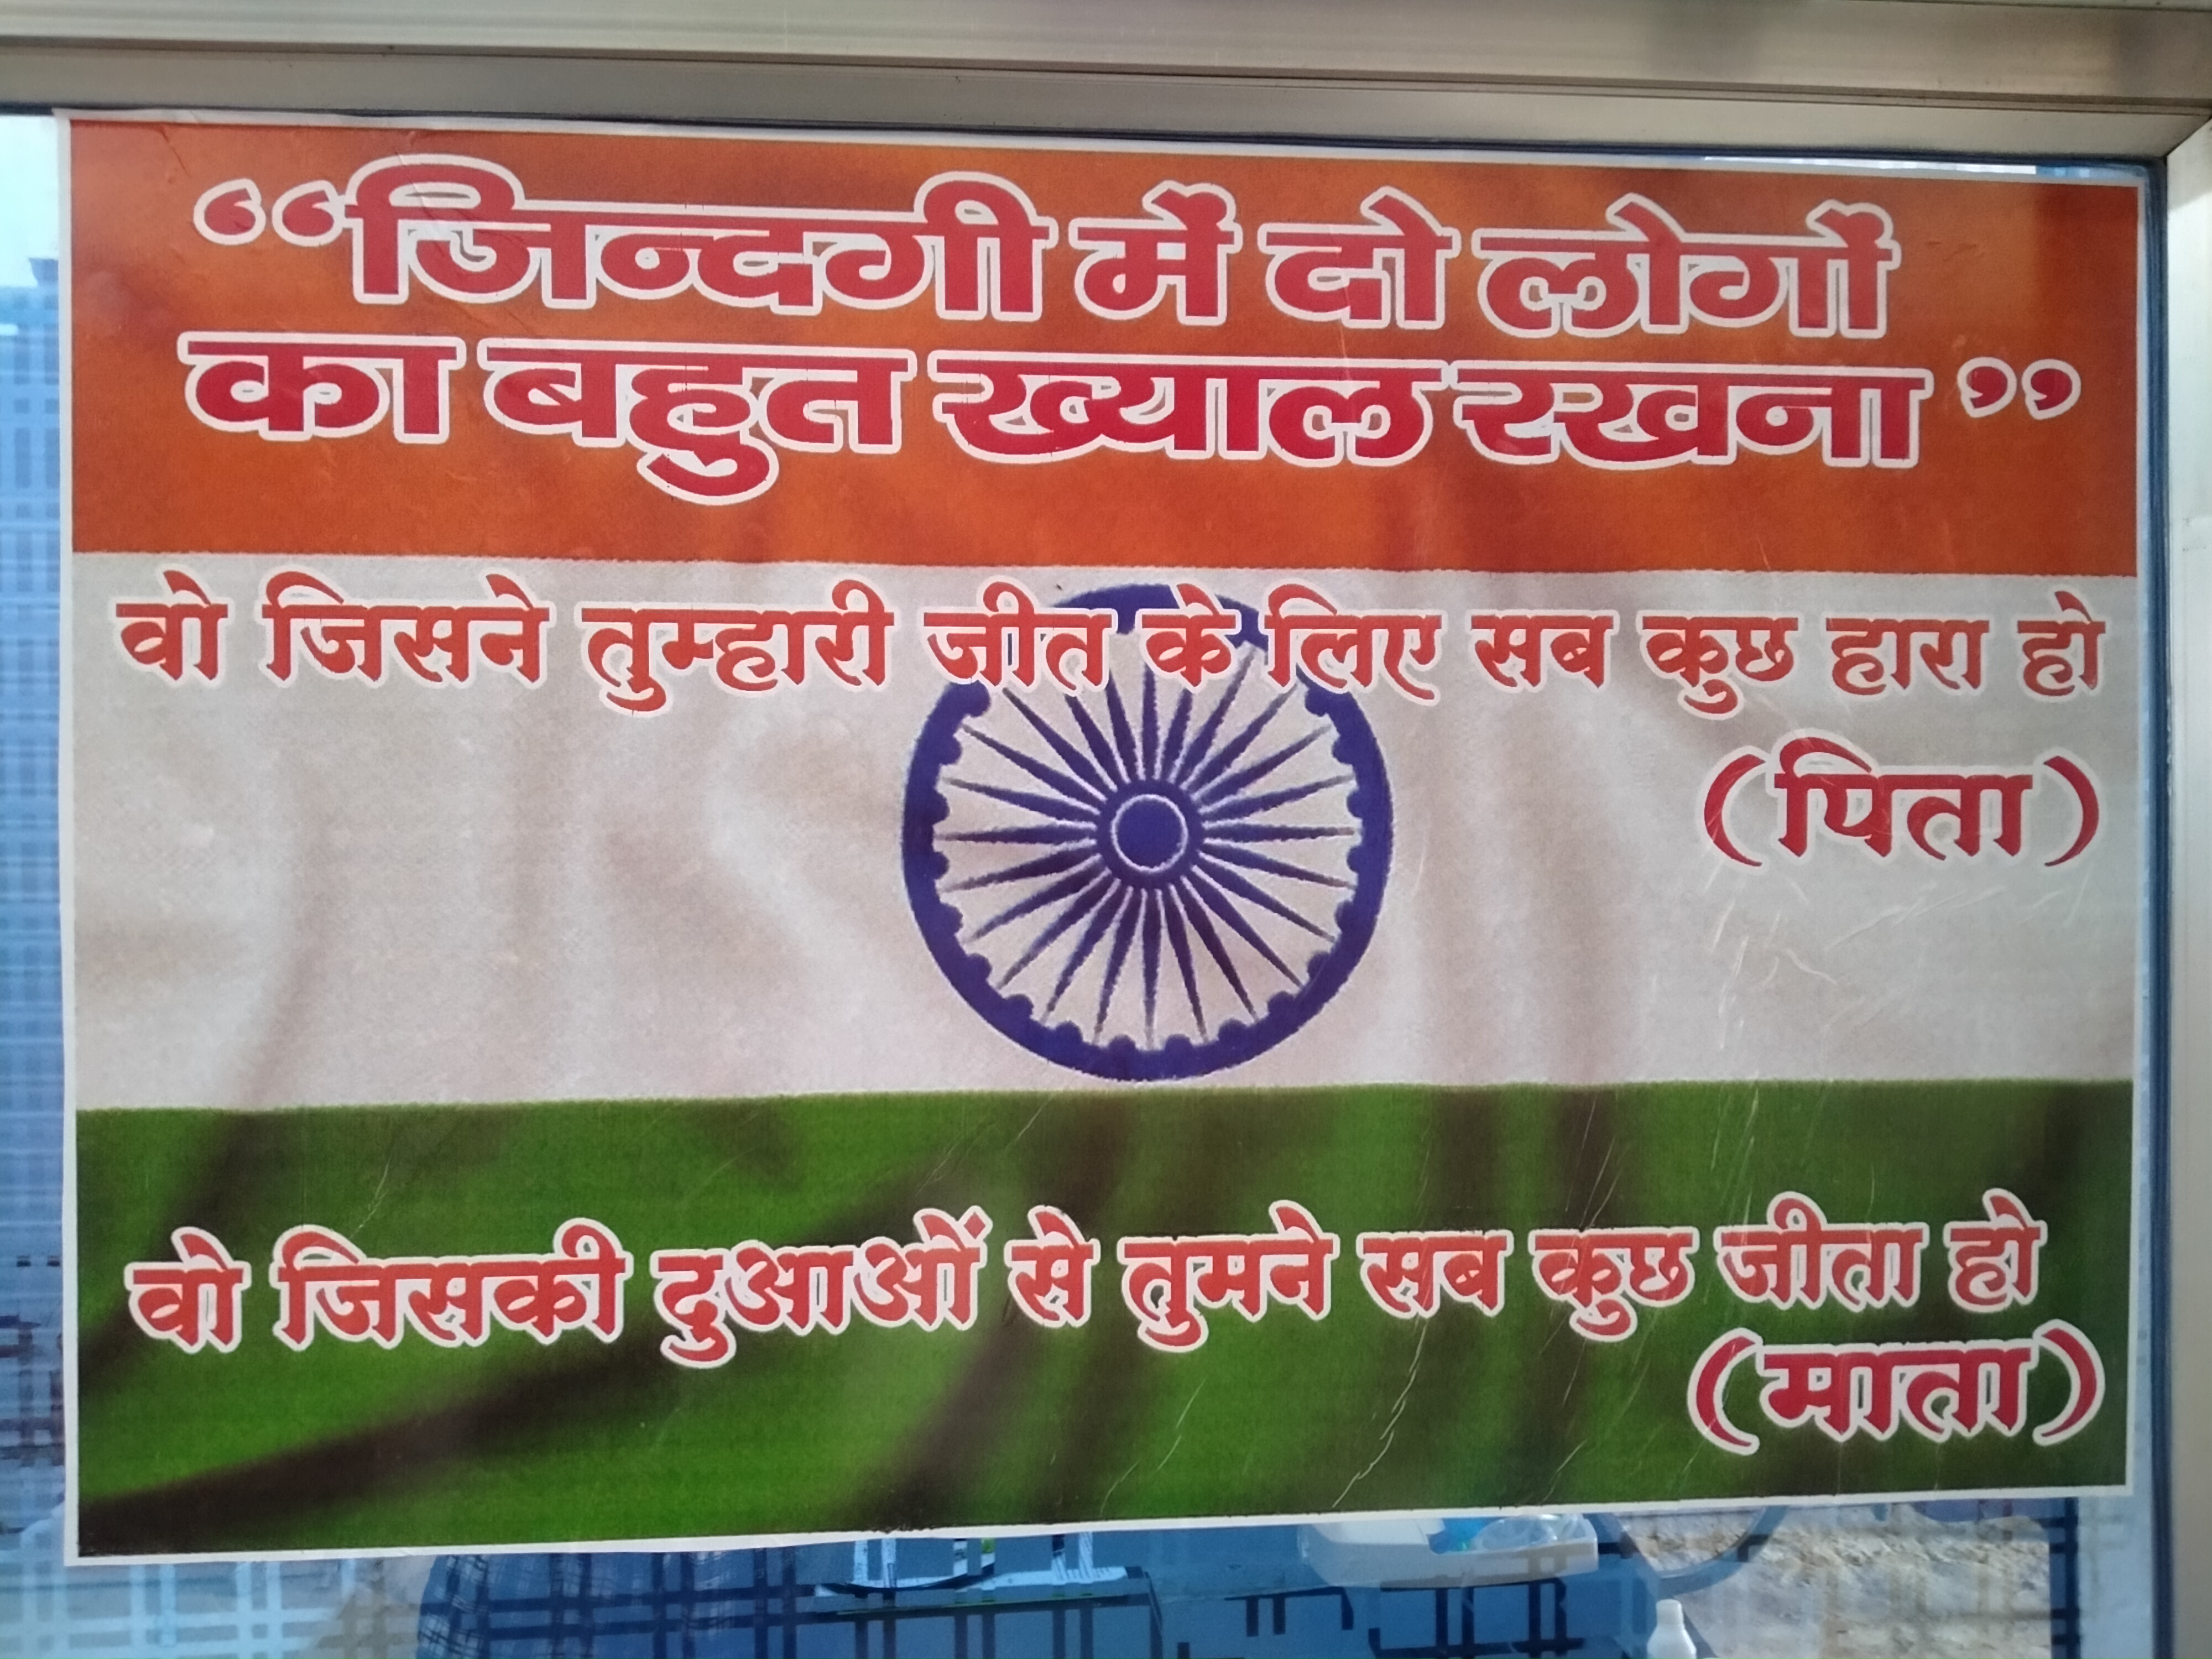 “जिन्दगी में दो लोगों
का बहुत ख्याल रखना”
वो जिसने तुम्हारी जीत के लिए सब कुछ हारा हो
(पिता)
वो जिसकी दुआओं से तुमने सब कुछ जीता हो
(माता)